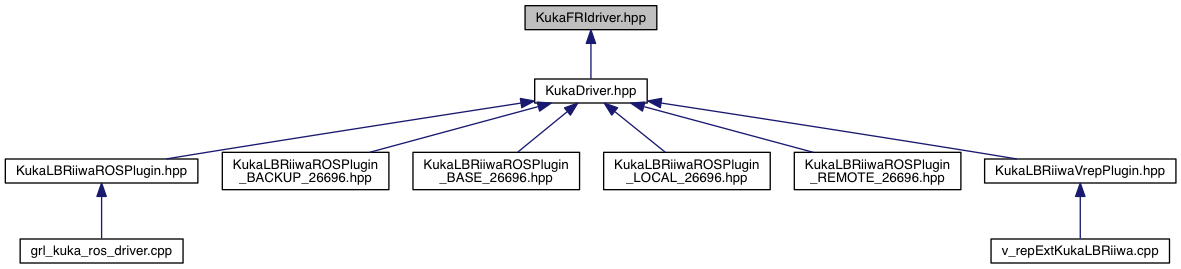 KukaFRIdriver.hpp
KukaDriver.hpp
KukaLBRiiwaROSPlugin.hpp
KukaLBRiiwaROSPlugin
_BACKUP_26696.hpp
KukaLBRiiwaROSPlugin
_BASE_26696.hpp
KukaLBRiiwaROSPlugin
_LOCAL_26696.hpp
KukaLBRiiwaROSPlugin
_REMOTE_26696.hpp
KukaLBRiiwaVrepPlugin.hpp
grl_kuka_ros_driver.cpp
v_repExtKukaLBRiiwa.cpp